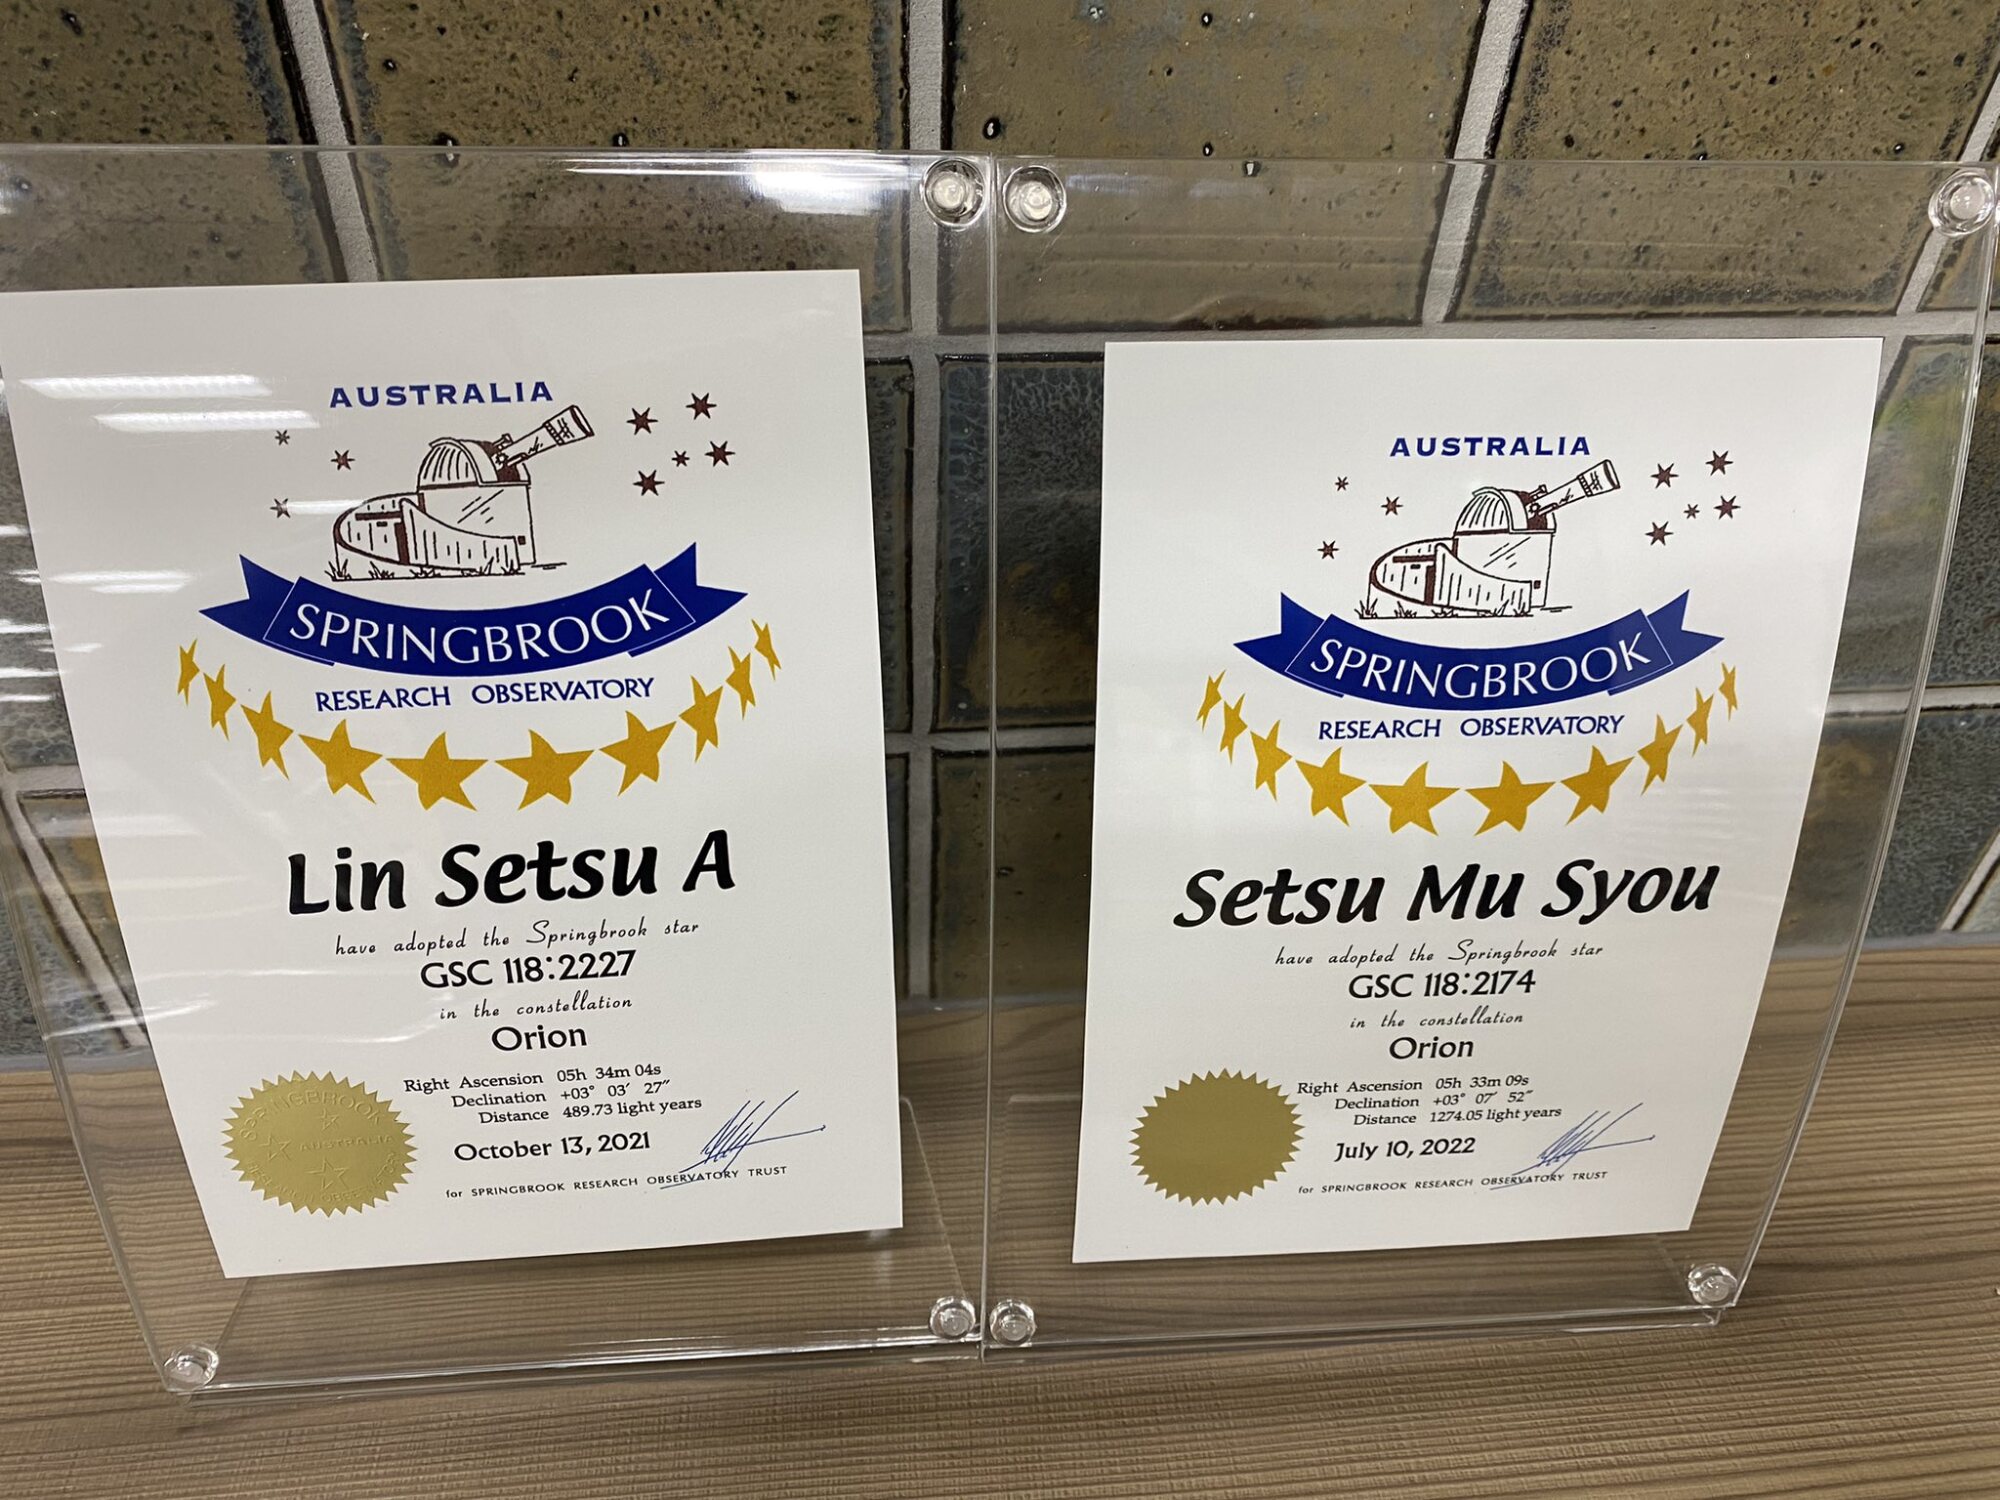 AUSTRALIA
SPRINGBROOK
RESEARCH OBSERVATORY
Lin Setsu A
have adopted the Springbrook star
GSC 118:2227
in the constellation
Orion
Right Ascension 05h 34m 04s
Declination +03° 03′ 27″
Distance 489.73 light years
October 13, 2021
for SPRINGBROOK RESEARCH OBSERVATORY TRUST
SPRINGBROOK
AUSTRALIA
AUSTRALIA
SPRINGBROOK
RESEARCH OBSERVATORY
Setsu Mu Syou
have adopted the Springbrook star
GSC 118:2174
in the constellation
Orion
Right Ascension 05h 33m 09s
Declination +03° 07′ 52″
Distance 1274.05 light years
July 10, 2022
for SPRINGBROOK RESEARCH OBSERVATORY TRUST